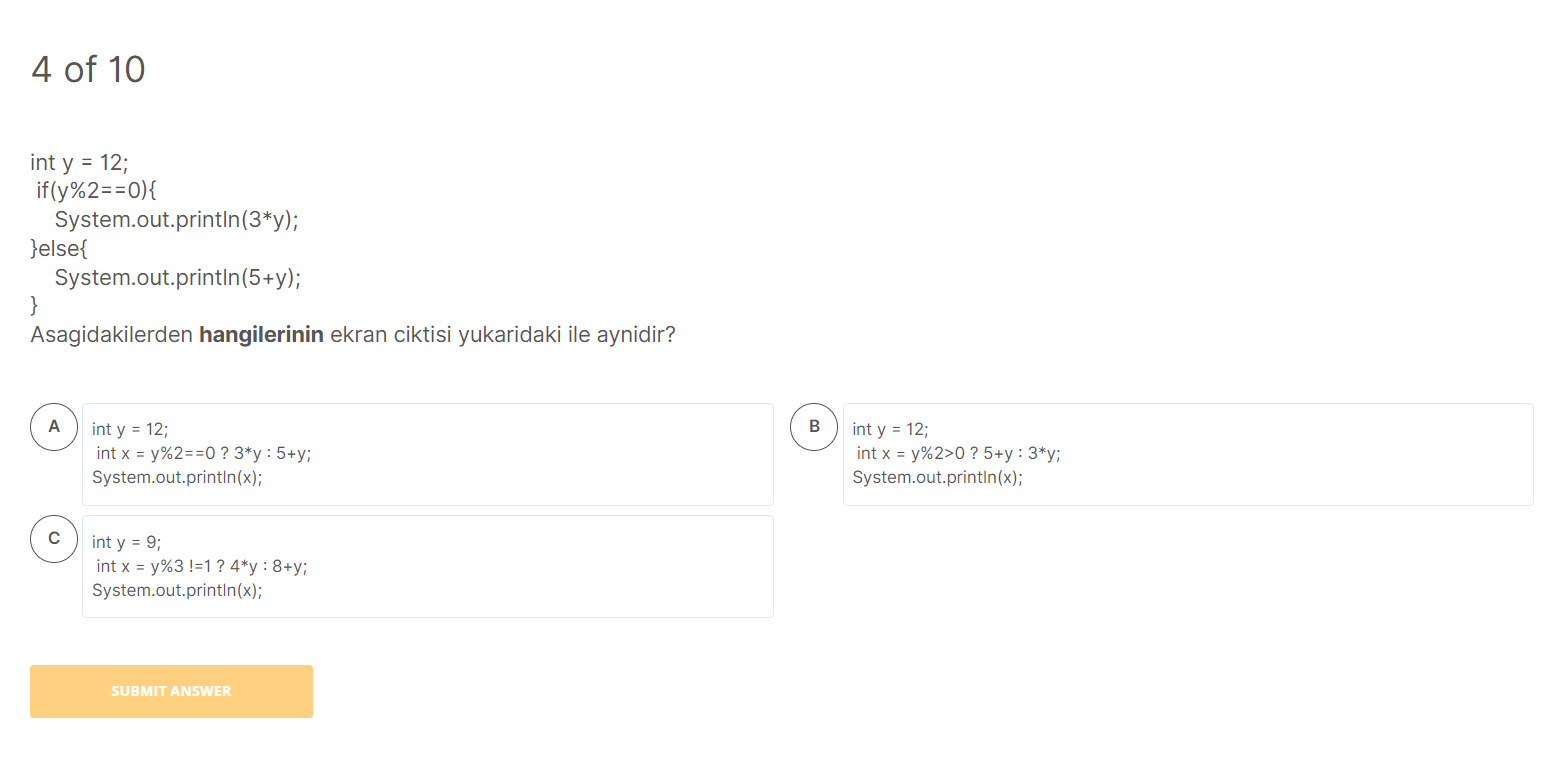 4 of 10
int y = 12;
if(y%2==0){
System.out.println(3*y);
}else{
System.out.println(5+y);
}
Asagidakilerden hangilerinin ekran ciktisi yukaridaki ile aynidir?
A
int y = 12;
int x = y%2==0 ? 3*y : 5+y;
System.out.println(x);
B
int y = 12;
int x = y%2>0 ? 5+y : 3*y;
System.out.println(x);
C
int y = 9;
int x = y%3 !=1 ? 4*y : 8+y;
System.out.println(x);
SUBMIT ANSWER